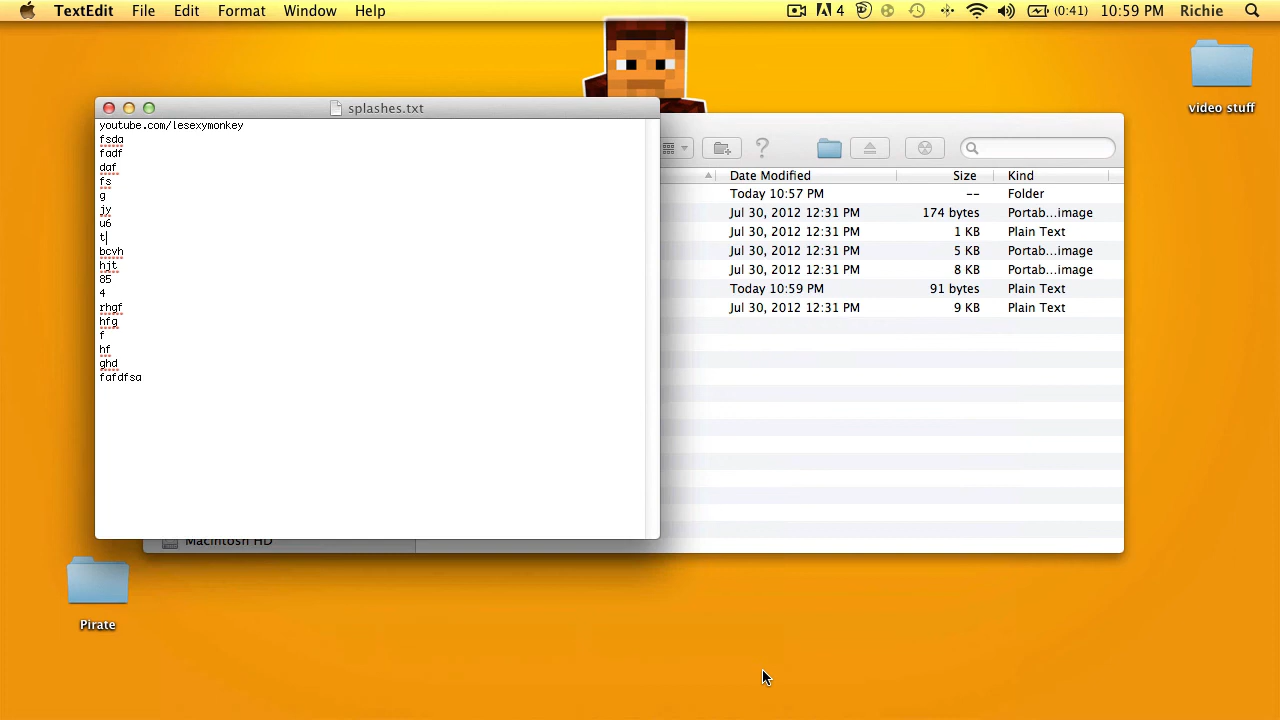 TextEdit File Edit Format Window Help 4 (0:41) 10:59 PM Richie
video stuff
splashes.txt
youtube.com/lesexymonkey
fsda
fadf
daf
fs
g
jy
u6
t
bcvh
hjt
85
4
rhgf
hfg
f
hf
ghd
fafdfsa
Date Modified Size Kind
Today 10:57 PM -- Folder
Jul 30, 2012 12:31 PM 174 bytes Portab...image
Jul 30, 2012 12:31 PM 1 KB Plain Text
Jul 30, 2012 12:31 PM 5 KB Portab...image
Jul 30, 2012 12:31 PM 8 KB Portab...image
Today 10:59 PM 91 bytes Plain Text
Jul 30, 2012 12:31 PM 9 KB Plain Text
Macintosh HD
Pirate